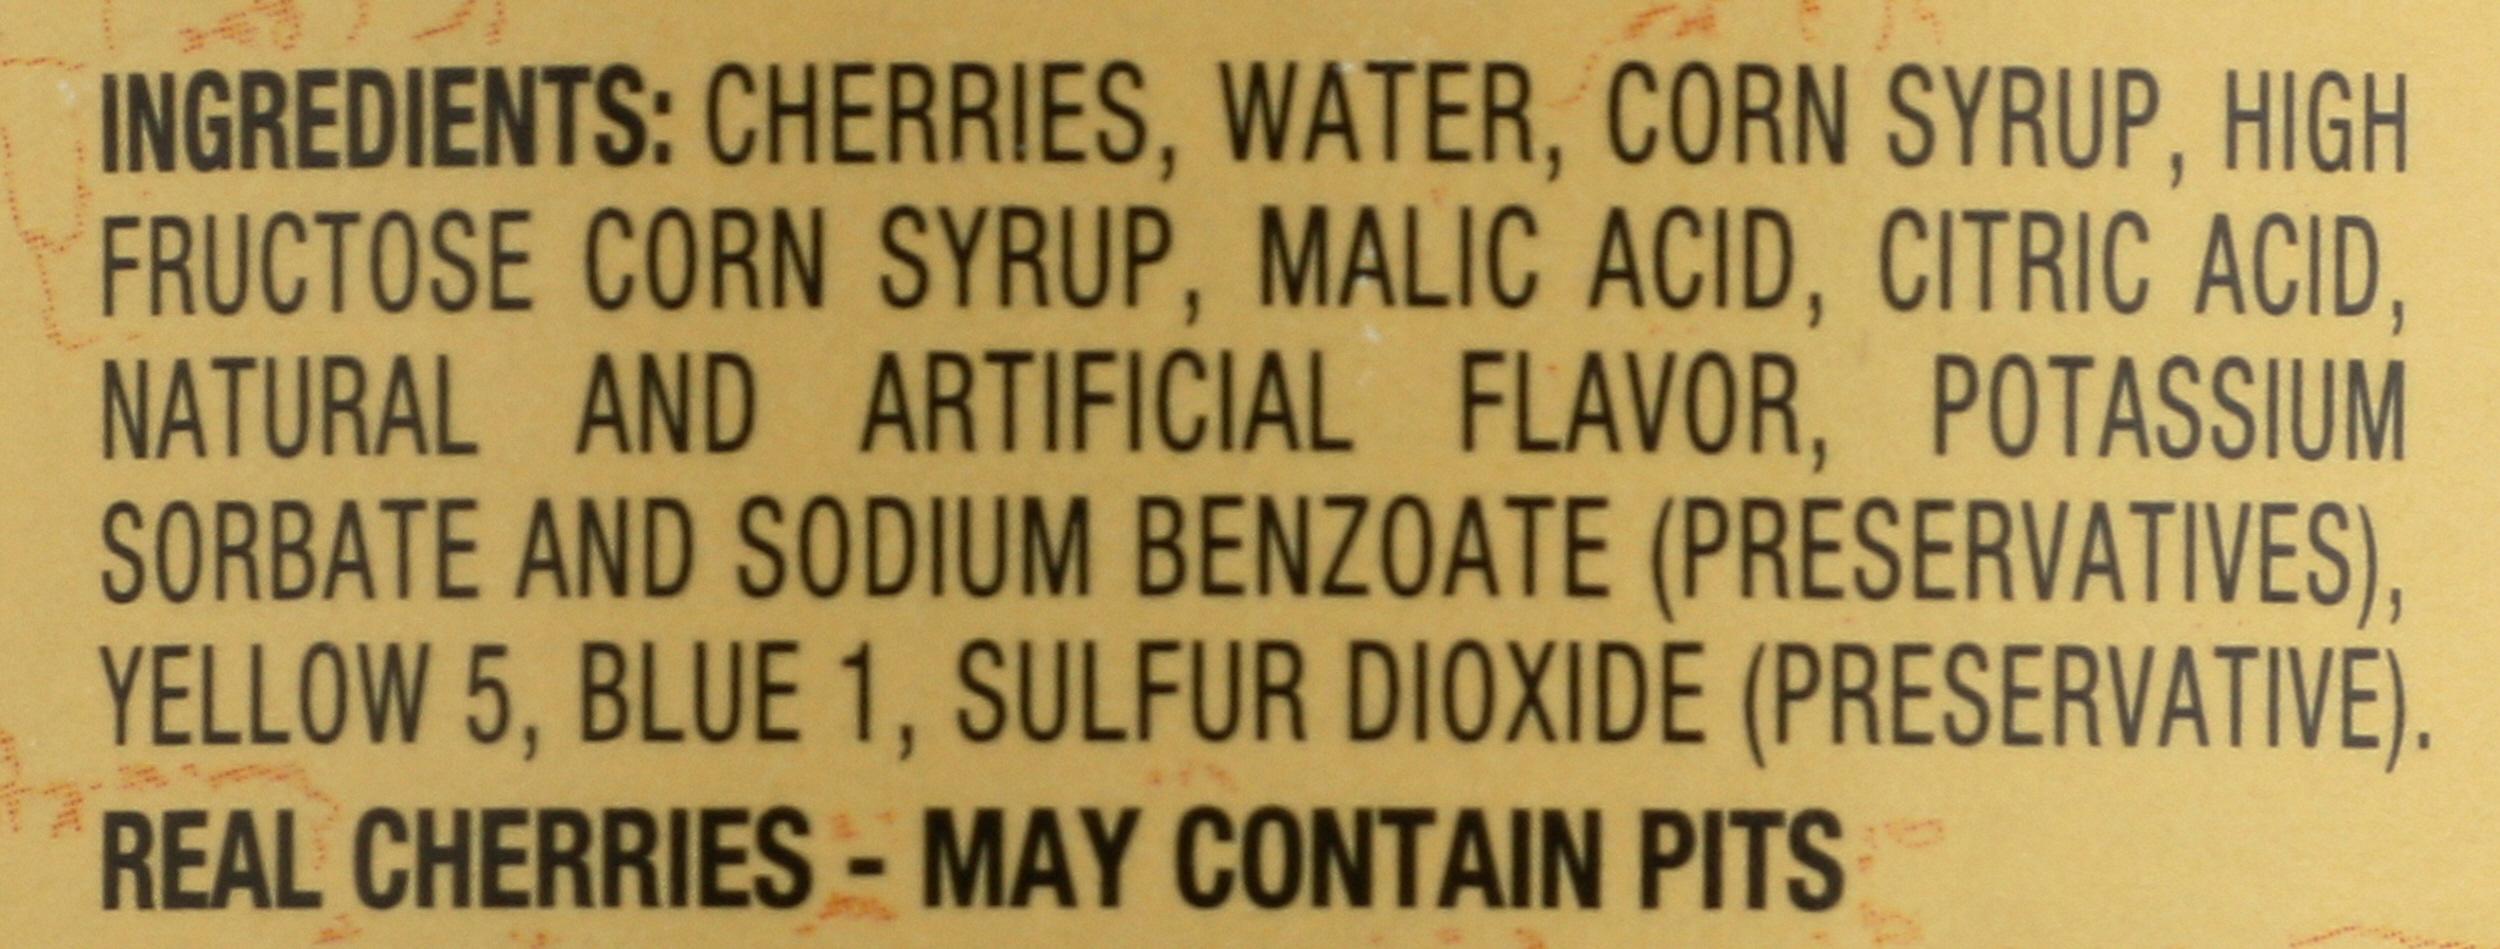 INGREDIENTS: CHERRIES, WATER, CORN SYRUP, HIGH
FRUCTOSE CORN SYRUP, MALIC ACID, CITRIC ACID,
NATURAL AND ARTIFICIAL FLAVOR, POTASSIUM
SORBATE AND SODIUM BENZOATE (PRESERVATIVES),
YELLOW 5, BLUE 1, SULFUR DIOXIDE (PRESERVATIVE).
REAL CHERRIES - MAY CONTAIN PITS